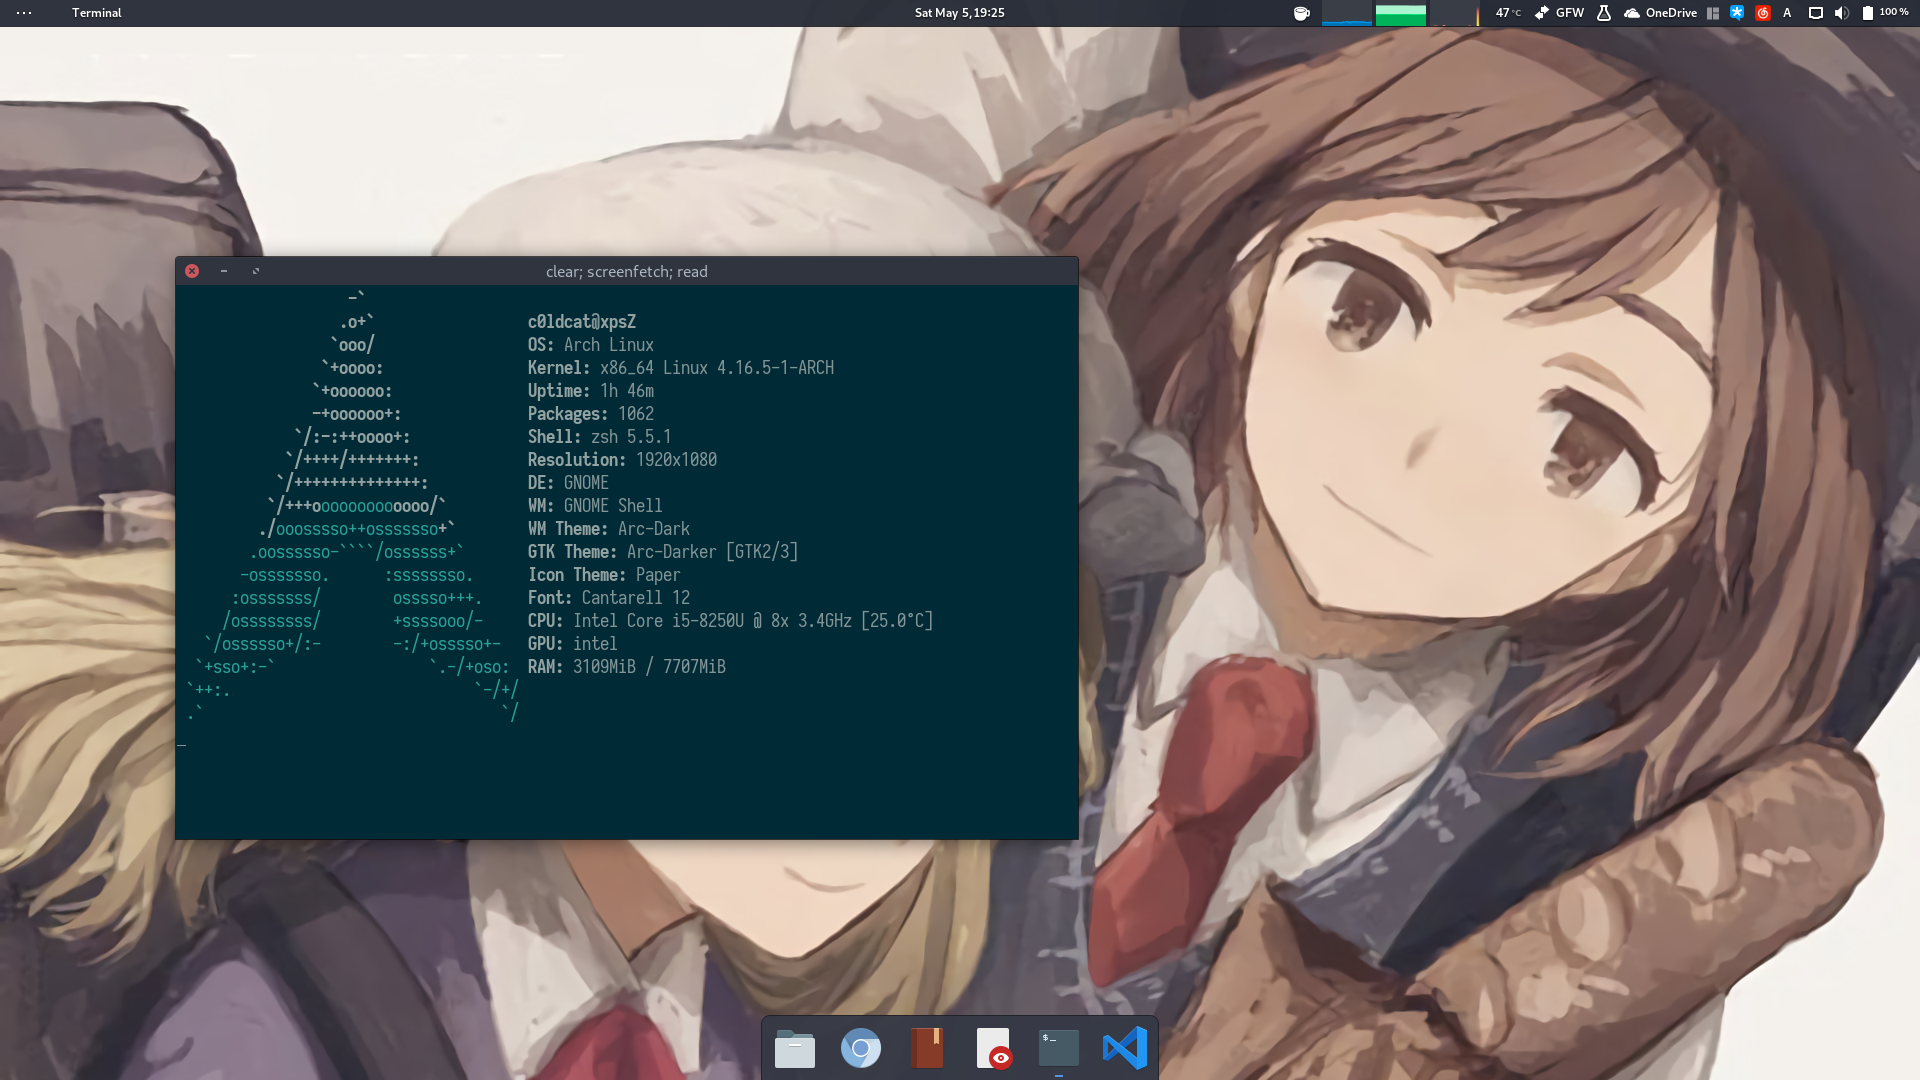 Terminal
Sat May 5, 19:25
47 °C
GFW
OneDrive
A
100 %
clear; screenfetch; read
                   -`
                  .o+`
                 `ooo/
                `+oooo:
               `+oooooo:
               -+oooooo+:
             `/:-:++oooo+:
            `/++++/+++++++:
           `/++++++++++++++:
          `/+++ooooooooooooo/`
         ./ooosssso++osssssso+`
        .oossssso-````/ossssss+`
       -osssssso.      :ssssssso.
      :osssssss/        osssso+++.
     /ossssssss/        +ssssooo/-
   `/ossssso+/:-        -:/+osssso+-
  `+sso+:-`                 `.-/+oso:
 `++:.                           `-/+/
 .`                                 `/
c0ldcat@xpsZ
OS: Arch Linux
Kernel: x86_64 Linux 4.16.5-1-ARCH
Uptime: 1h 46m
Packages: 1062
Shell: zsh 5.5.1
Resolution: 1920x1080
DE: GNOME
WM: GNOME Shell
WM Theme: Arc-Dark
GTK Theme: Arc-Darker [GTK2/3]
Icon Theme: Paper
Font: Cantarell 12
CPU: Intel Core i5-8250U @ 8x 3.4GHz [25.0°C]
GPU: intel
RAM: 3109MiB / 7707MiB
$_